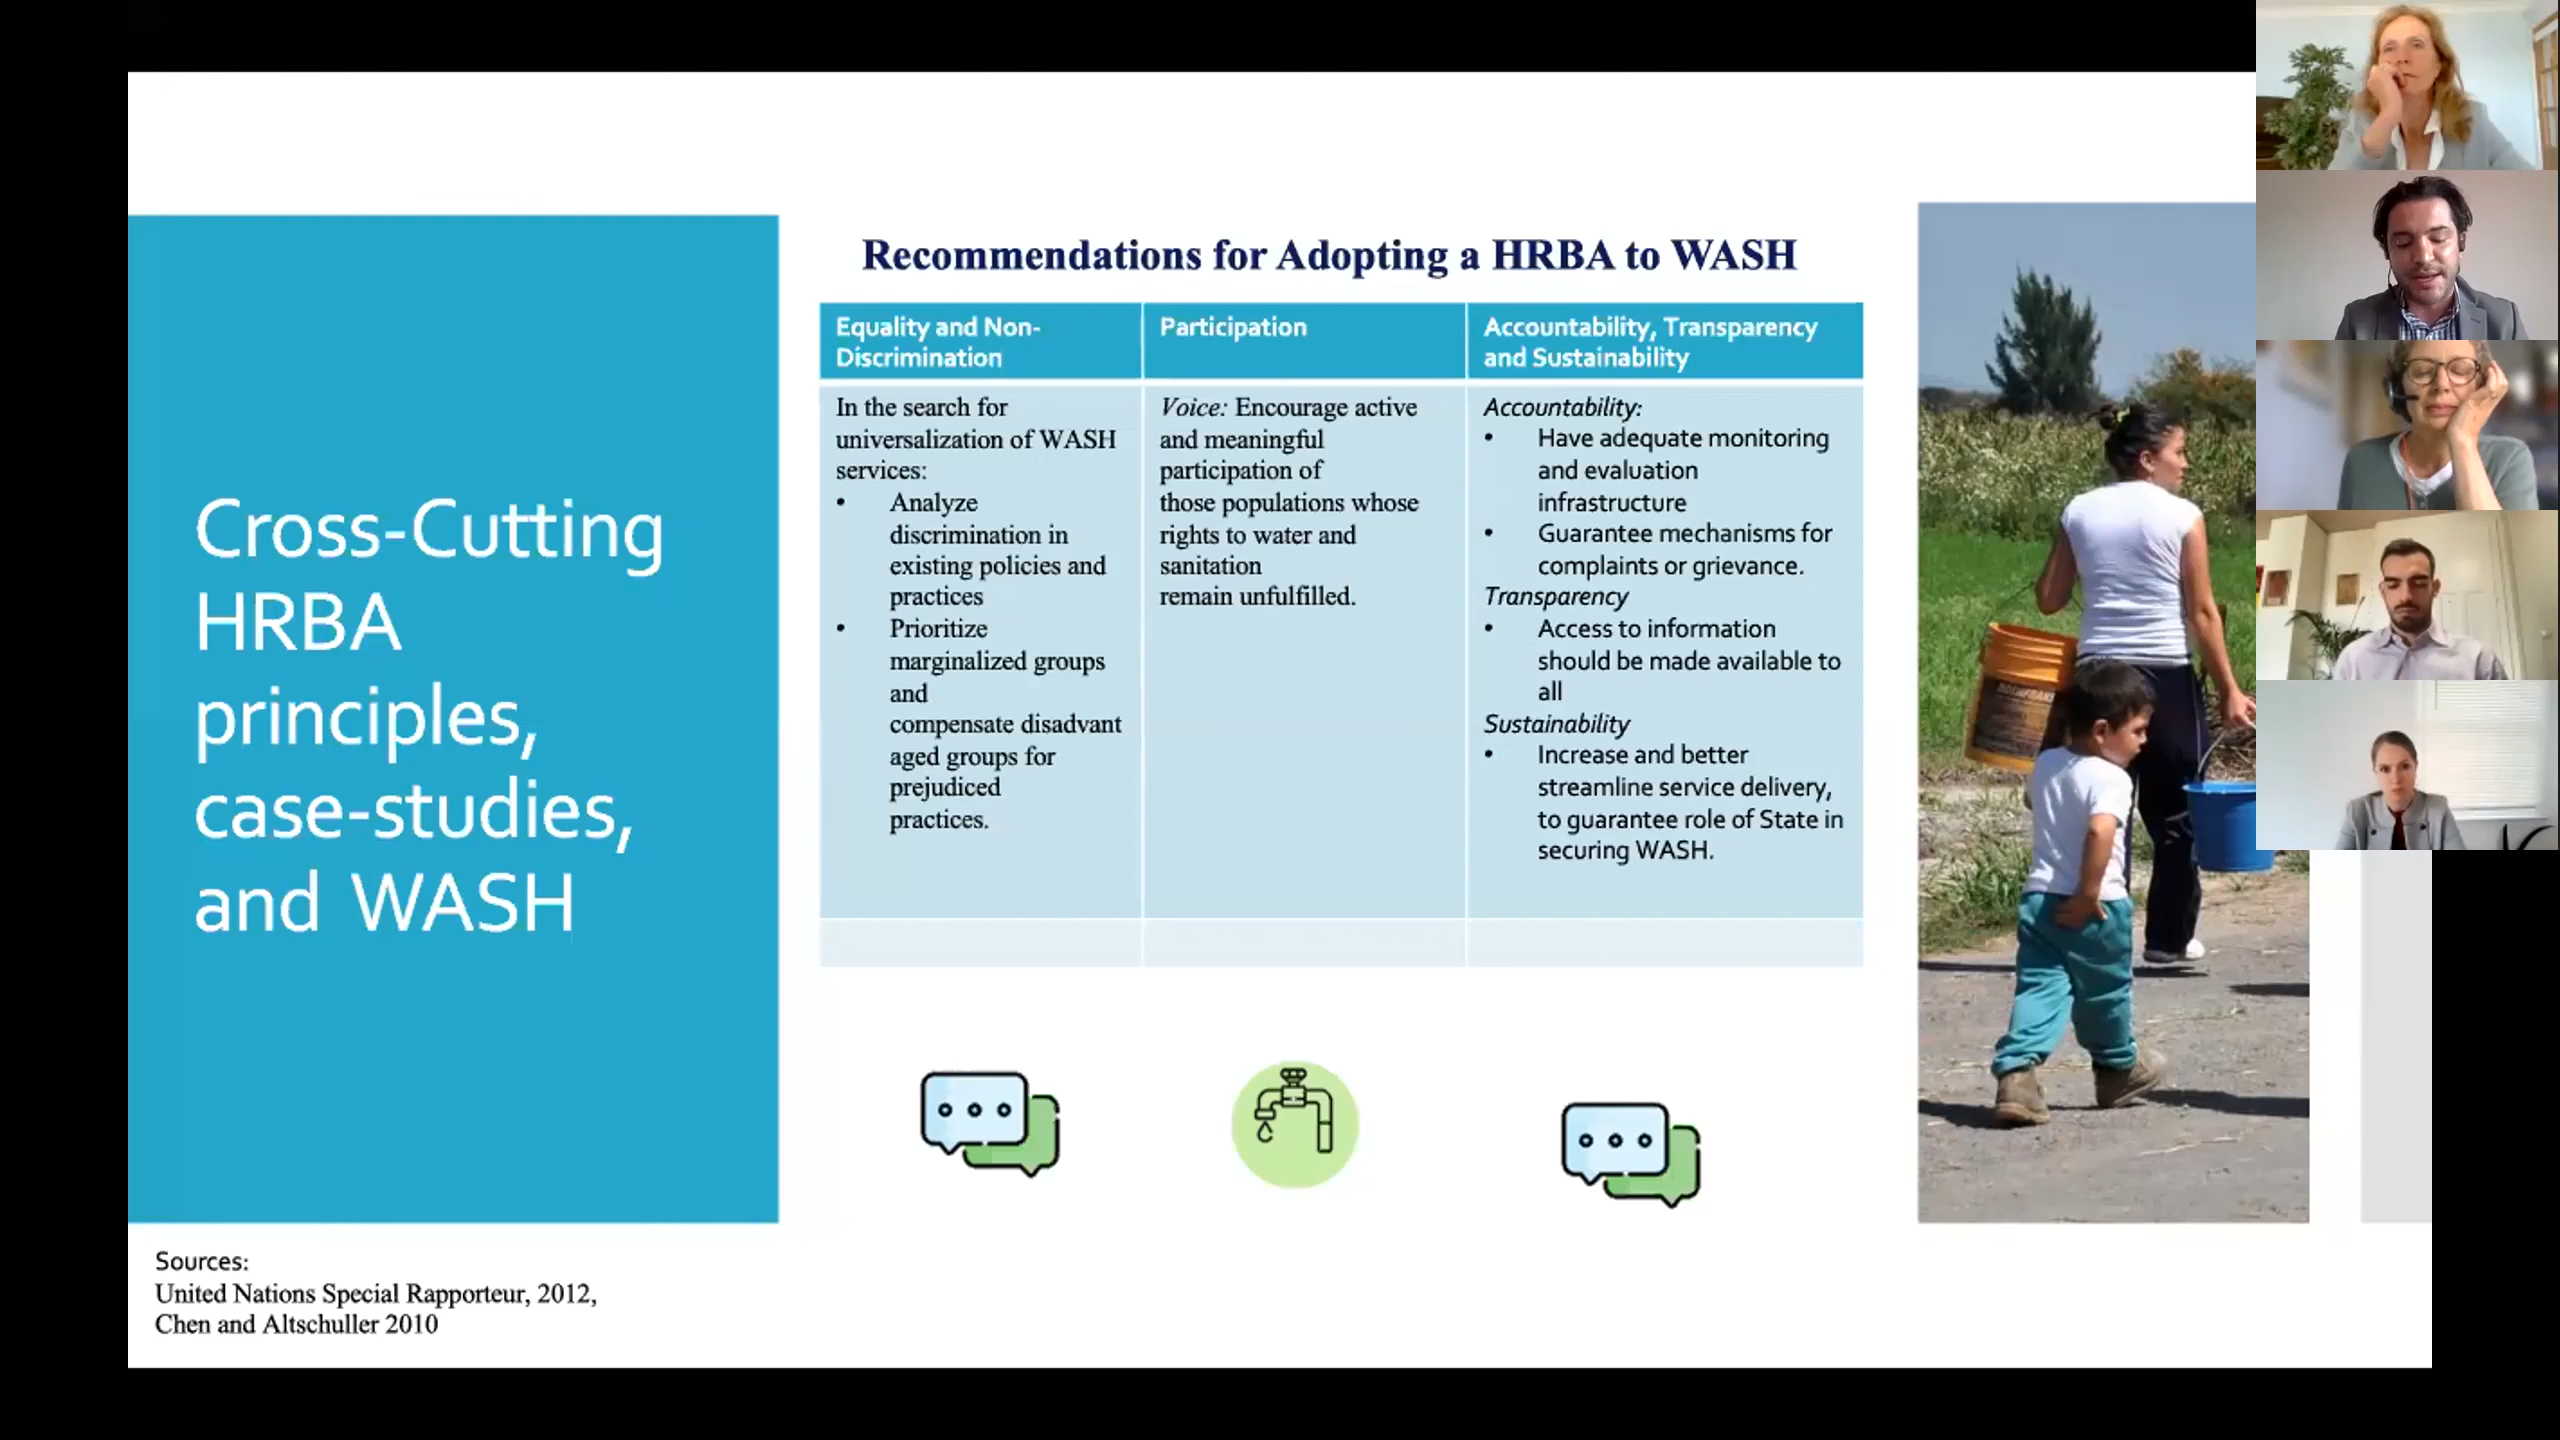 Cross-Cutting
HRBA
principles,
case-studies,
and WASH
Recommendations for Adopting a HRBA to WASH
Equality and Non-
Discrimination
In the search for
universalization of WASH
services:
• Analyze
discrimination in
existing policies and
practices
• Prioritize
marginalized groups
and
compensate disadvant
aged groups for
prejudiced
practices.
Participation
Voice: Encourage active
and meaningful
participation of
those populations whose
rights to water and
sanitation
remain unfulfilled.
Accountability, Transparency
and Sustainability
Accountability:
• Have adequate monitoring
and evaluation
infrastructure
• Guarantee mechanisms for
complaints or grievance.
Transparency
• Access to information
should be made available to
all
Sustainability
• Increase and better
streamline service delivery,
to guarantee role of State in
securing WASH.
Sources:
United Nations Special Rapporteur, 2012,
Chen and Altschuller 2010